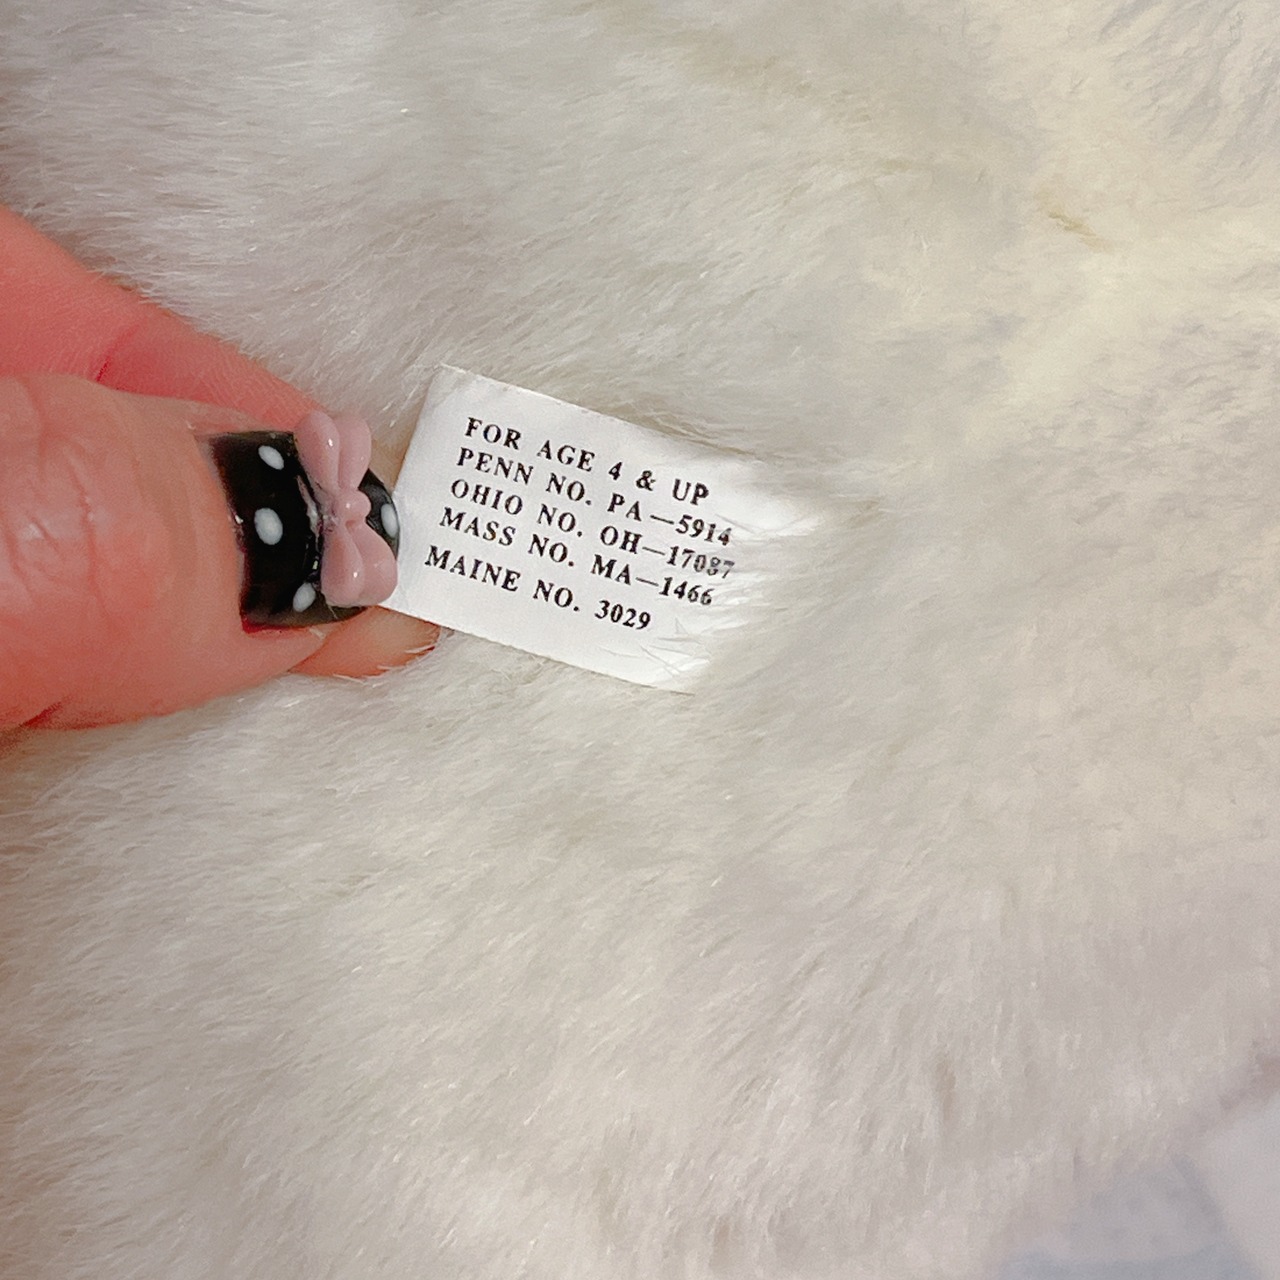 FOR AGE 4 & UP
PENN NO. PA—5914
OHIO NO. OH—17087
MASS NO. MA—1466
MAINE NO. 3029